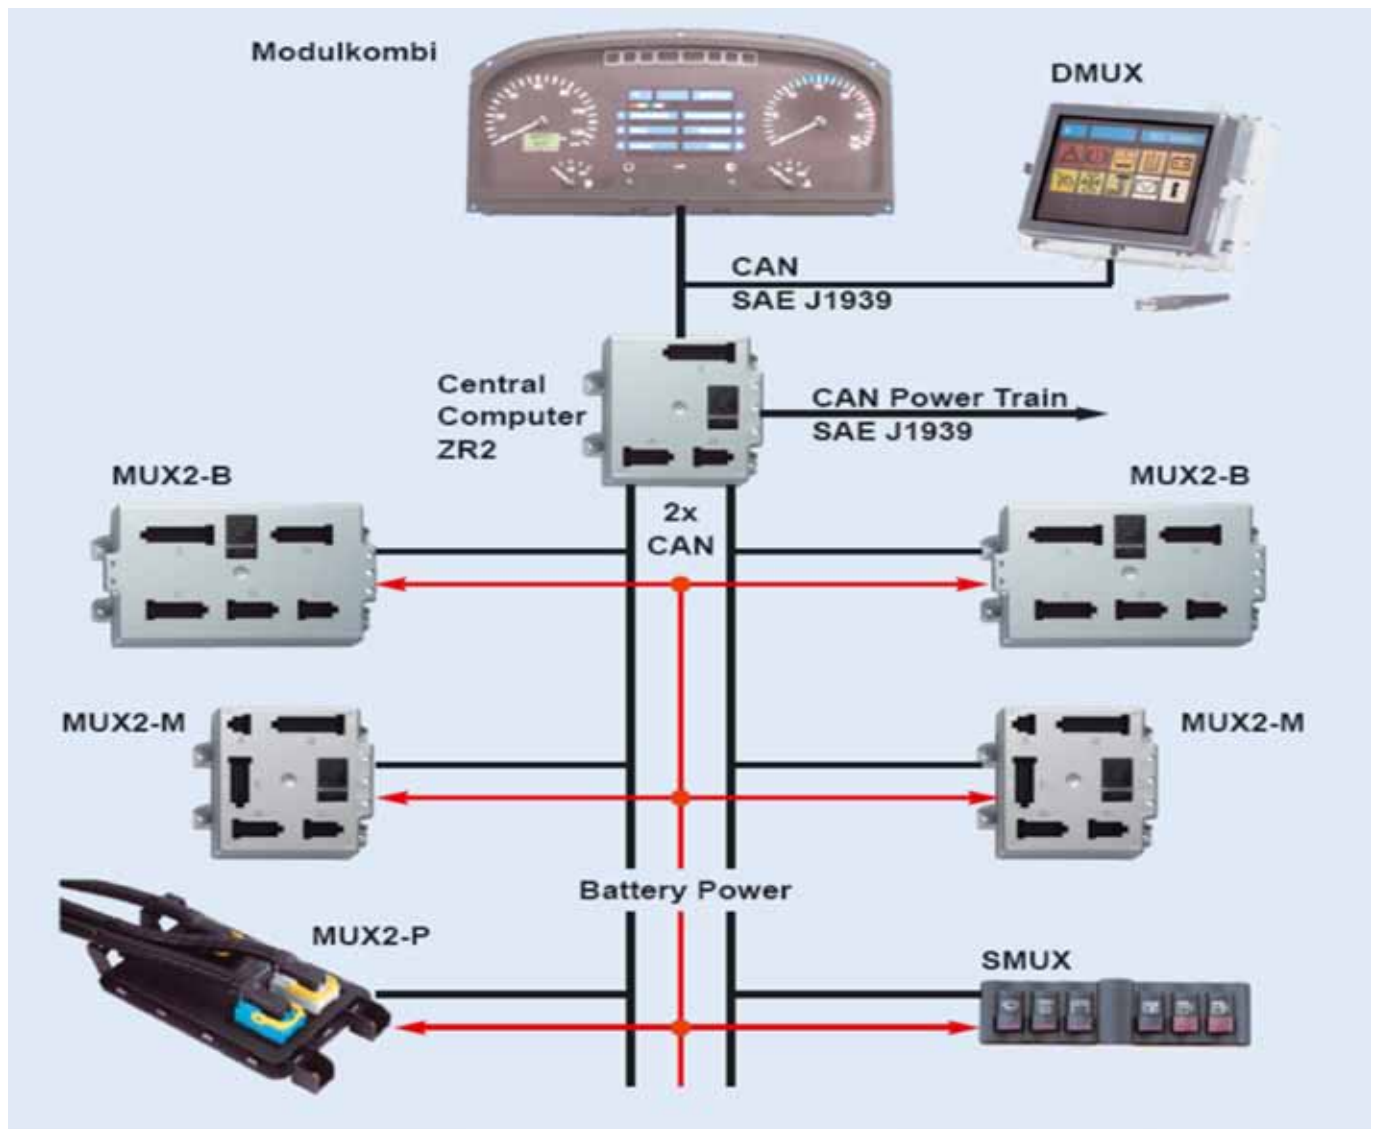 Modulkombi
DMUX
CAN
SAE J1939
Central
Computer
ZR2
CAN Power Train
SAE J1939
MUX2-B
MUX2-B
2x
CAN
MUX2-M
MUX2-M
Battery Power
MUX2-P
SMUX